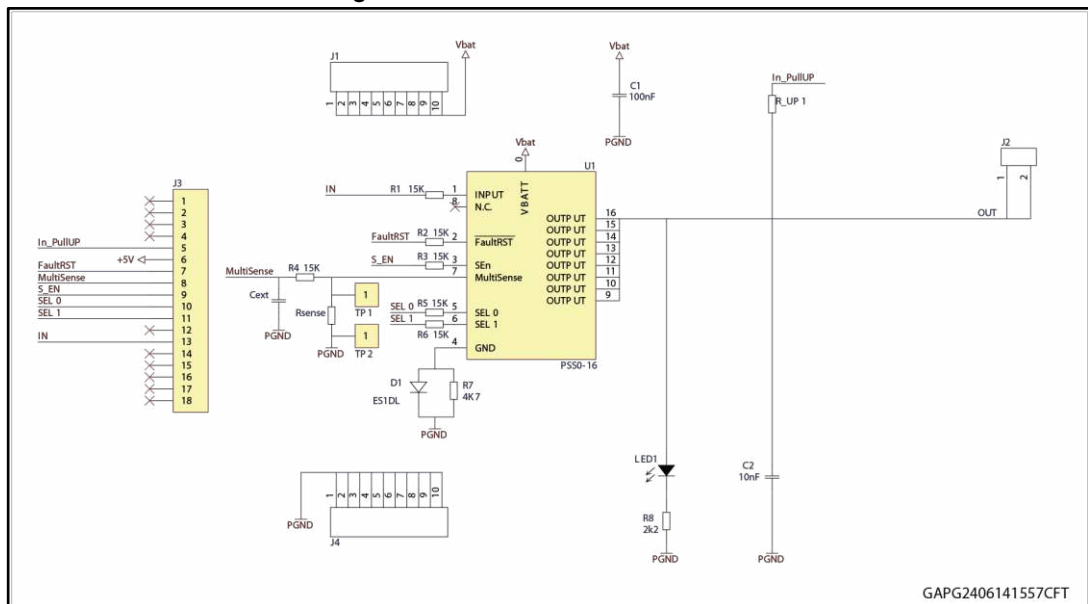 g
Vbat
J1
1 2 3 4 5 6 7 8 9 10
Vbat
C1
100nF
PGND
In_PullUP
R_UP 1
J2
1 2
OUT
Vbat
0
U1
IN
R1 15K
1
INPUT
VBATT
8
N.C.
OUTP UT 16
OUTP UT 15
OUTP UT 14
OUTP UT 13
OUTP UT 12
OUTP UT 11
OUTP UT 10
OUTP UT 9
FaultRST
R2 15K
2
FaultRST
S_EN
R3 15K
3
SEn
MultiSense
R4 15K
7
MultiSense
Cext
PGND
Rsense
PGND
1
TP 1
1
TP 2
SEL 0
R5 15K
5
SEL 0
SEL 1
R6 15K
6
SEL 1
4
GND
PSS0-16
D1
ES1DL
R7
4K7
PGND
J3
1
2
3
4
In_PullUP
5
+5V
6
FaultRST
7
MultiSense
8
S_EN
9
SEL 0
10
SEL 1
11
12
IN
13
14
15
16
17
18
LED1
R8
2k2
PGND
C2
10nF
PGND
1 2 3 4 5 6 7 8 9 10
PGND
J4
GAPG2406141557CFT